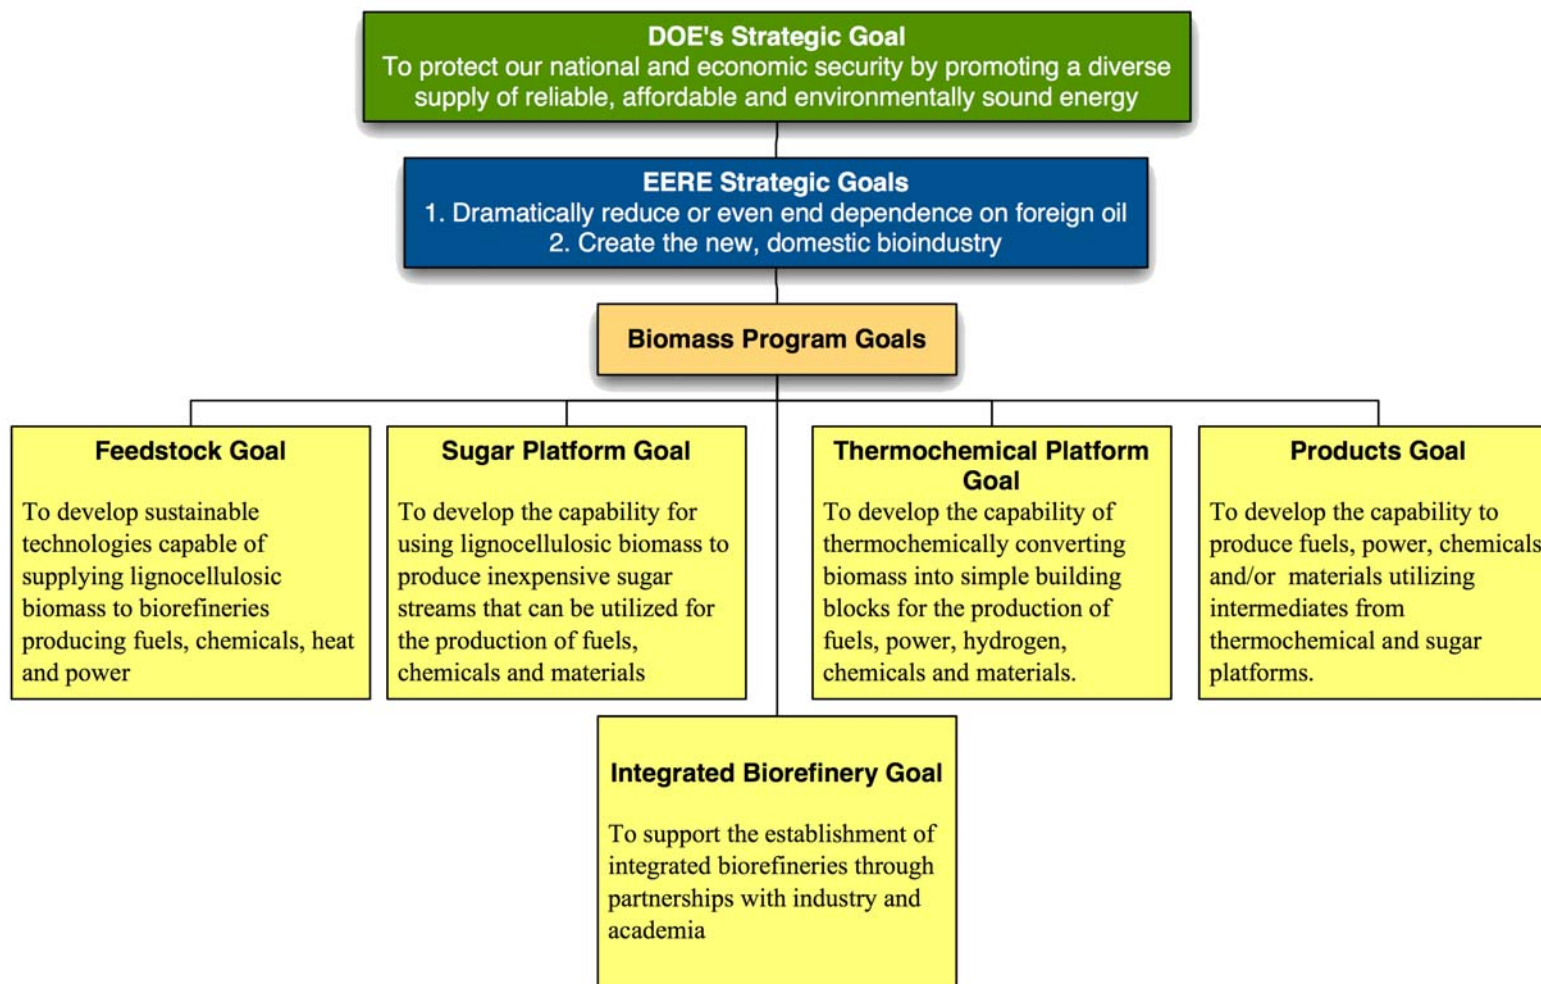 DOE's Strategic Goal
To protect our national and economic security by promoting a diverse
supply of reliable, affordable and environmentally sound energy
EERE Strategic Goals
1. Dramatically reduce or even end dependence on foreign oil
2. Create the new, domestic bioindustry
Biomass Program Goals
Feedstock Goal
To develop sustainable
technologies capable of
supplying lignocellulosic
biomass to biorefineries
producing fuels, chemicals, heat
and power
Sugar Platform Goal
To develop the capability for
using lignocellulosic biomass to
produce inexpensive sugar
streams that can be utilized for
the production of fuels,
chemicals and materials
Thermochemical Platform
Goal
To develop the capability of
thermochemically converting
biomass into simple building
blocks for the production of
fuels, power, hydrogen,
chemicals and materials.
Products Goal
To develop the capability to
produce fuels, power, chemicals
and/or materials utilizing
intermediates from
thermochemical and sugar
platforms.
Integrated Biorefinery Goal
To support the establishment of
integrated biorefineries through
partnerships with industry and
academia